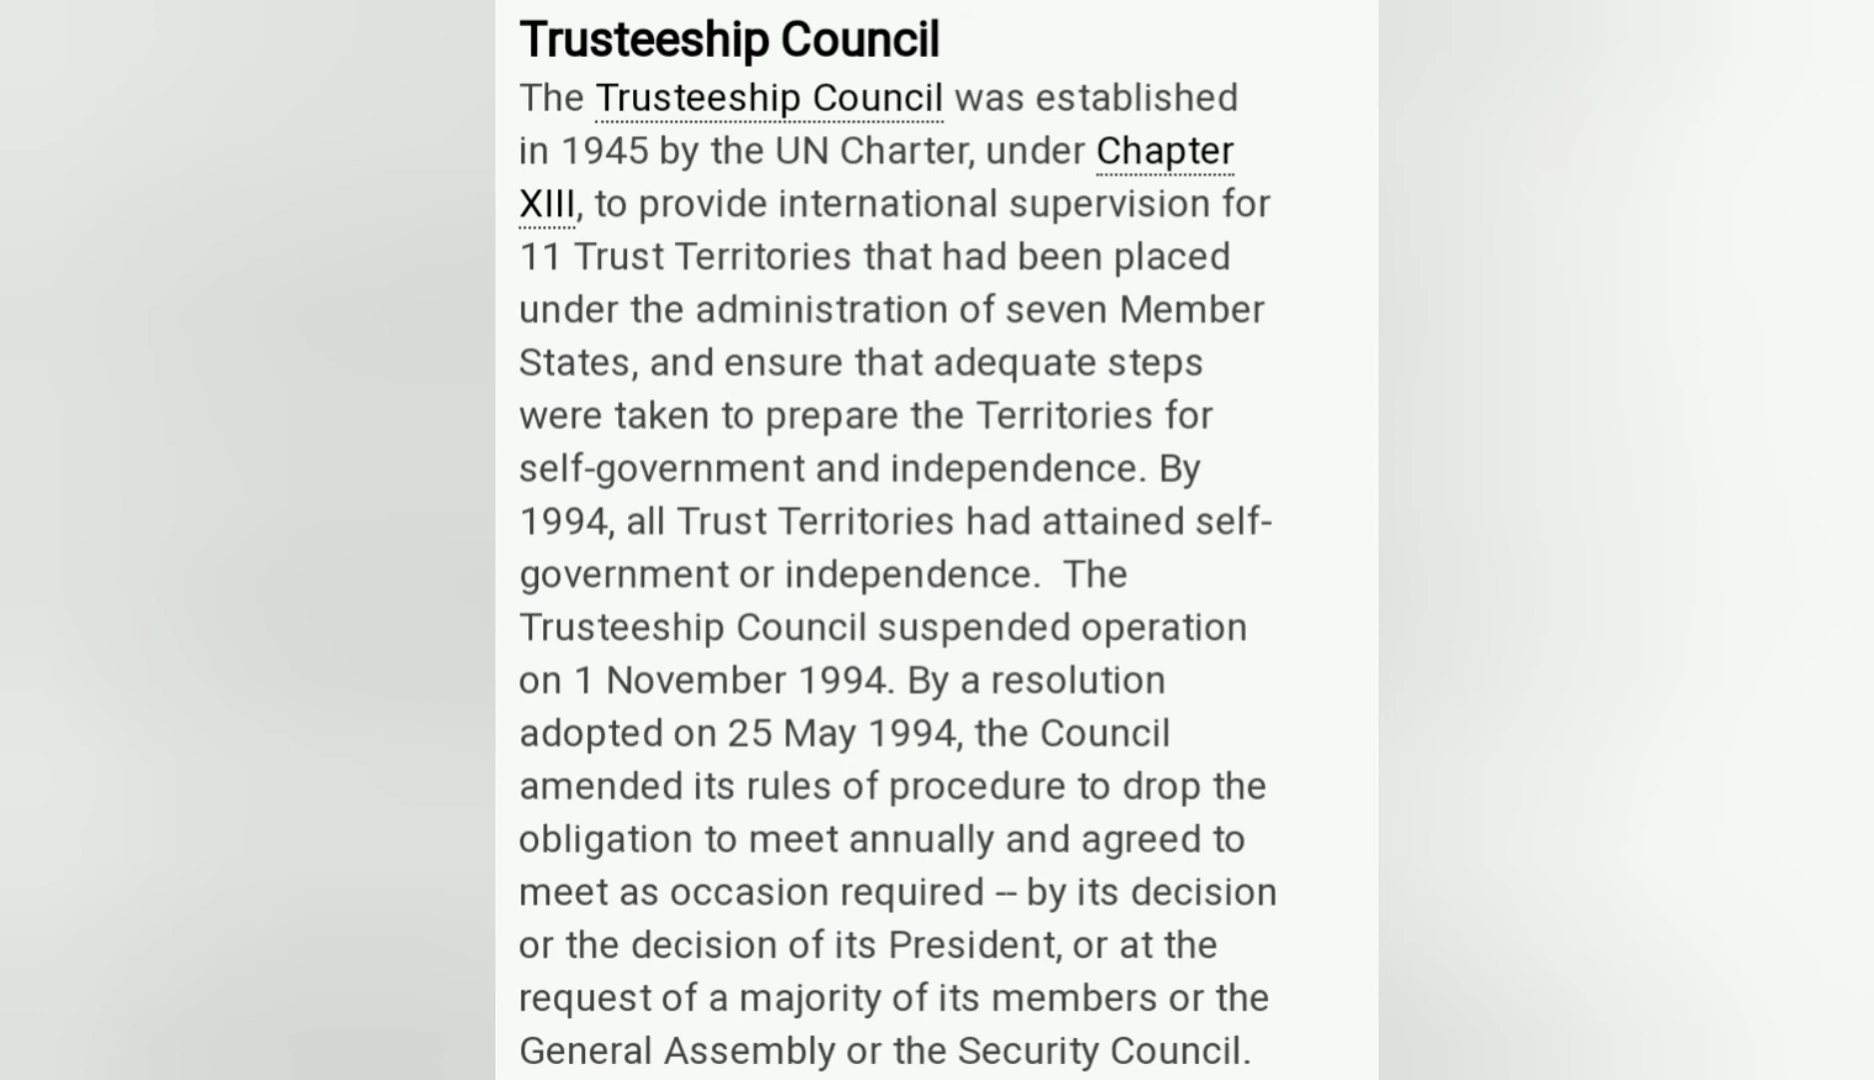 Trusteeship Council
The Trusteeship Council was established
in 1945 by the UN Charter, under Chapter
XIII, to provide international supervision for
11 Trust Territories that had been placed
under the administration of seven Member
States, and ensure that adequate steps
were taken to prepare the Territories for
self-government and independence. By
1994, all Trust Territories had attained self-
government or independence.  The
Trusteeship Council suspended operation
on 1 November 1994. By a resolution
adopted on 25 May 1994, the Council
amended its rules of procedure to drop the
obligation to meet annually and agreed to
meet as occasion required -- by its decision
or the decision of its President, or at the
request of a majority of its members or the
General Assembly or the Security Council.